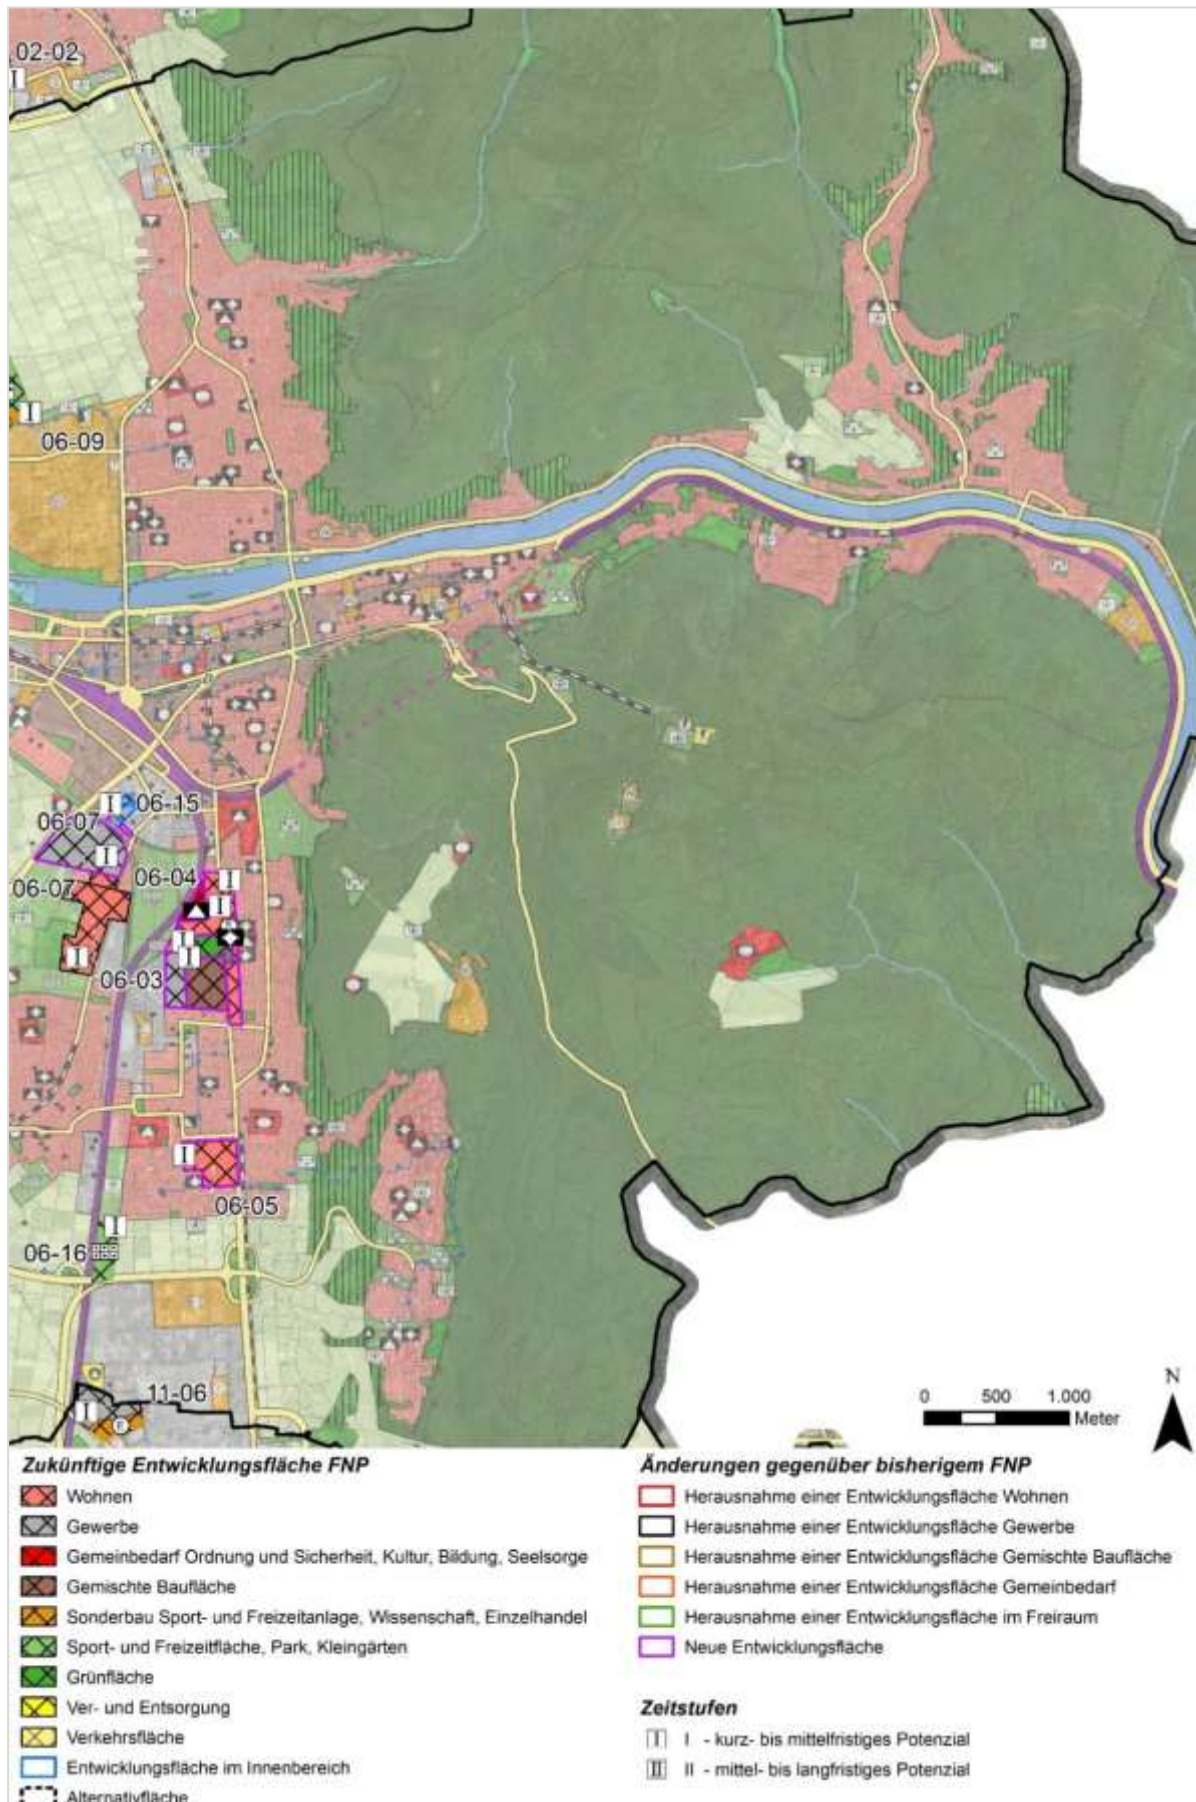 02-02
I
I
06-09
I
06-15
06-07
I
06-07
06-04
I
I
I
I
I
06-03
I
06-05
I
06-16
11-06
I
E
N
0 500 1.000
Meter
Zukünftige Entwicklungsfläche FNP
Wohnen
Gewerbe
Gemeinbedarf Ordnung und Sicherheit, Kultur, Bildung, Seelsorge
Gemischte Baufläche
Sonderbau Sport- und Freizeitanlage, Wissenschaft, Einzelhandel
Sport- und Freizeitfläche, Park, Kleingärten
Grünfläche
Ver- und Entsorgung
Verkehrsfläche
Entwicklungsfläche im Innenbereich
Alternativfläche
Änderungen gegenüber bisherigem FNP
Herausnahme einer Entwicklungsfläche Wohnen
Herausnahme einer Entwicklungsfläche Gewerbe
Herausnahme einer Entwicklungsfläche Gemischte Baufläche
Herausnahme einer Entwicklungsfläche Gemeinbedarf
Herausnahme einer Entwicklungsfläche im Freiraum
Neue Entwicklungsfläche
Zeitstufen
I I - kurz- bis mittelfristiges Potenzial
II II - mittel- bis langfristiges Potenzial